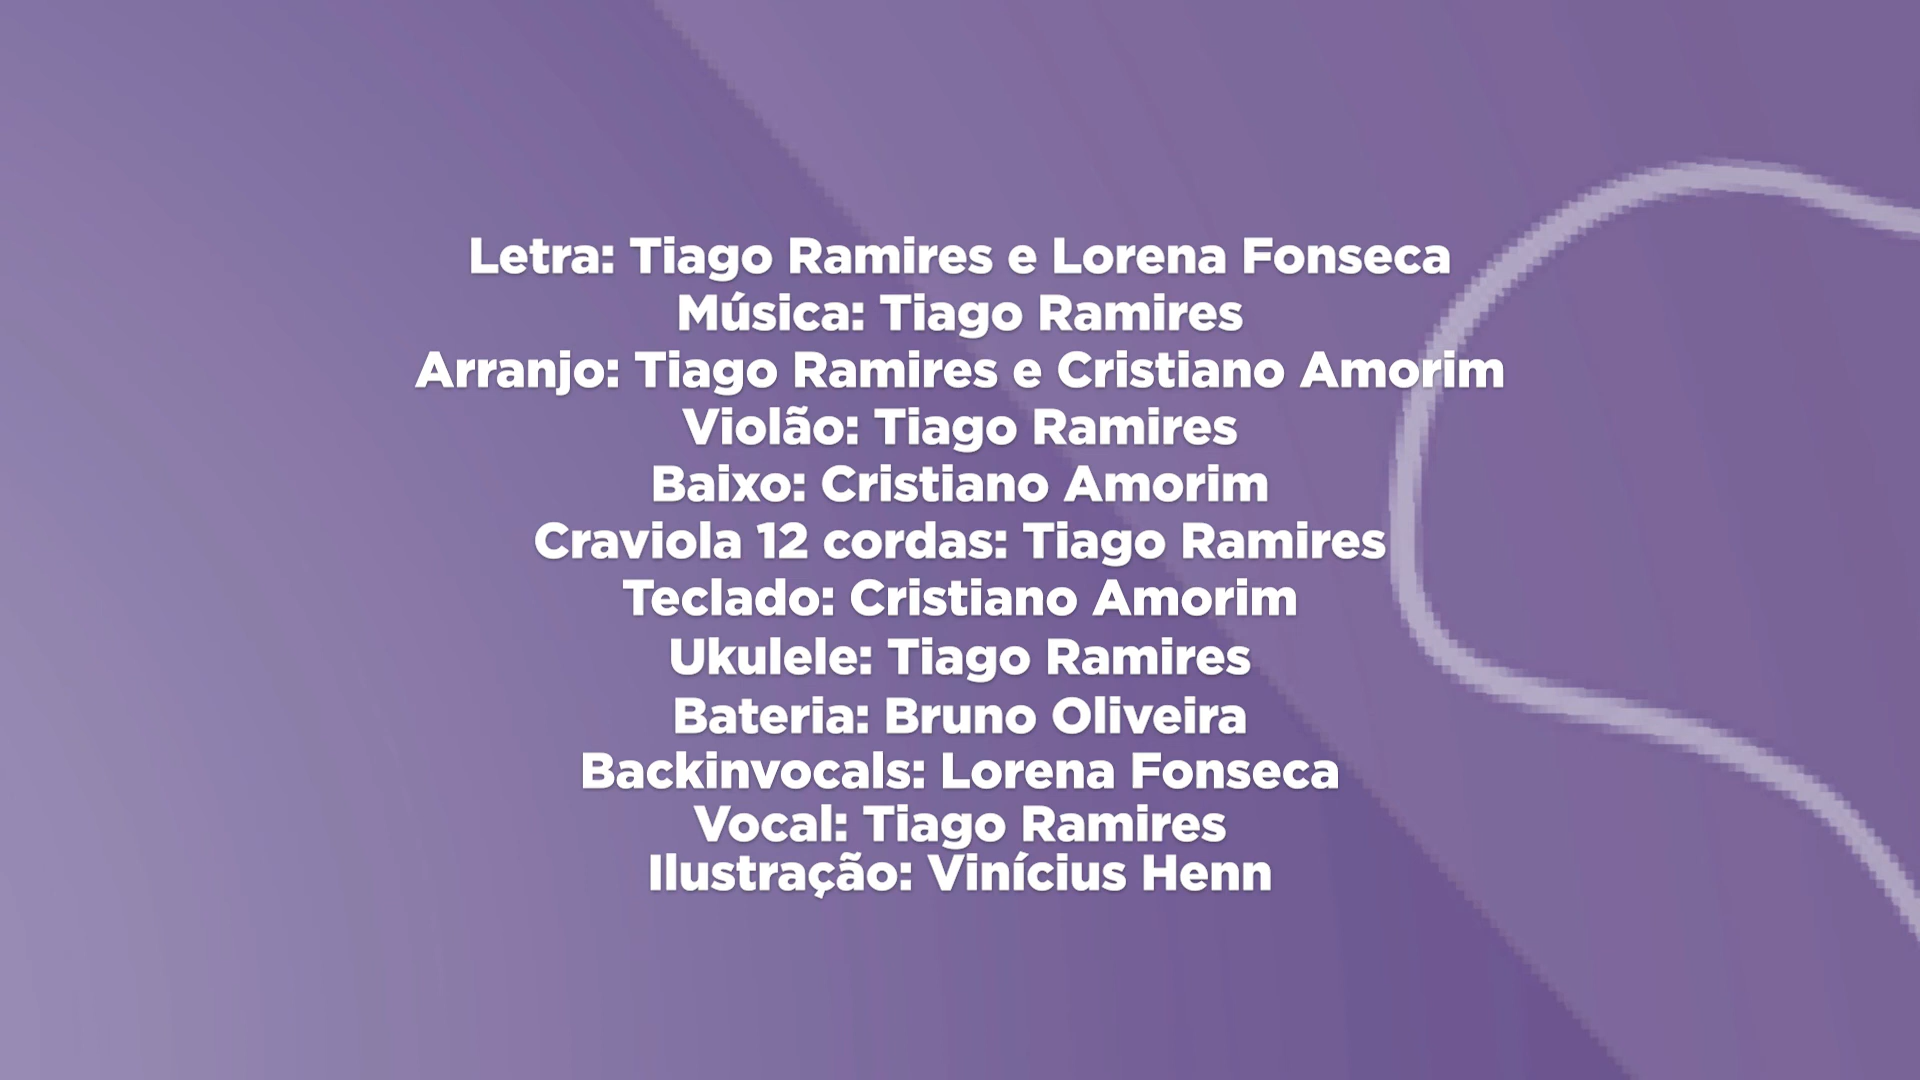 Letra: Tiago Ramires e Lorena Fonseca
Música: Tiago Ramires
Arranjo: Tiago Ramires e Cristiano Amorim
Violão: Tiago Ramires
Baixo: Cristiano Amorim
Craviola 12 cordas: Tiago Ramires
Teclado: Cristiano Amorim
Ukulele: Tiago Ramires
Bateria: Bruno Oliveira
Backinvocals: Lorena Fonseca
Vocal: Tiago Ramires
Ilustração: Vinícius Henn